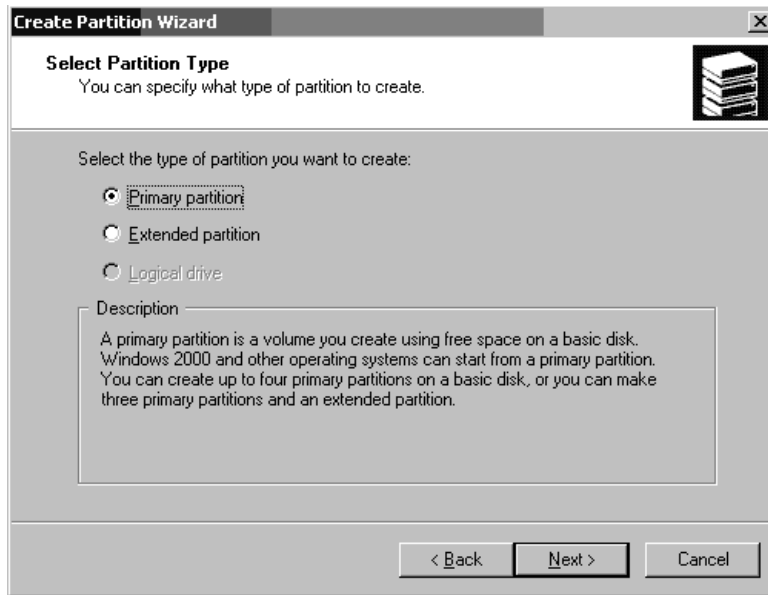 Create Partition Wizard
Select Partition Type
You can specify what type of partition to create.
Select the type of partition you want to create:
Primary partition
Extended partition
Logical drive
Description
A primary partition is a volume you create using free space on a basic disk.
Windows 2000 and other operating systems can start from a primary partition.
You can create up to four primary partitions on a basic disk, or you can make
three primary partitions and an extended partition.
< Back
Next >
Cancel